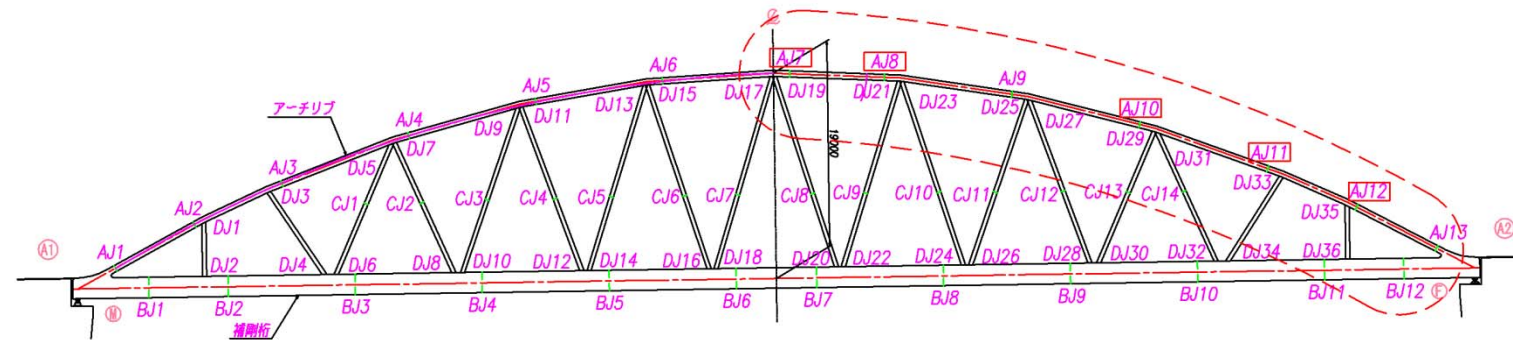 ℄
AJ7
AJ8
AJ6
AJ5
AJ9
AJ4
AJ10
AJ3
AJ11
AJ2
AJ12
AJ1
AJ13
アーチリブ
DJ17
DJ19
DJ15
DJ21
DJ13
DJ23
DJ11
DJ25
DJ9
DJ27
DJ7
DJ29
DJ5
DJ31
DJ3
DJ33
DJ1
DJ35
19000
CJ1
CJ2
CJ3
CJ4
CJ5
CJ6
CJ7
CJ8
CJ9
CJ10
CJ11
CJ12
CJ13
CJ14
A1
A2
DJ2
DJ4
DJ6
DJ8
DJ10
DJ12
DJ14
DJ16
DJ18
DJ20
DJ22
DJ24
DJ26
DJ28
DJ30
DJ32
DJ34
DJ36
M
BJ1
BJ2
BJ3
BJ4
BJ5
BJ6
BJ7
BJ8
BJ9
BJ10
BJ11
BJ12
F
補剛桁